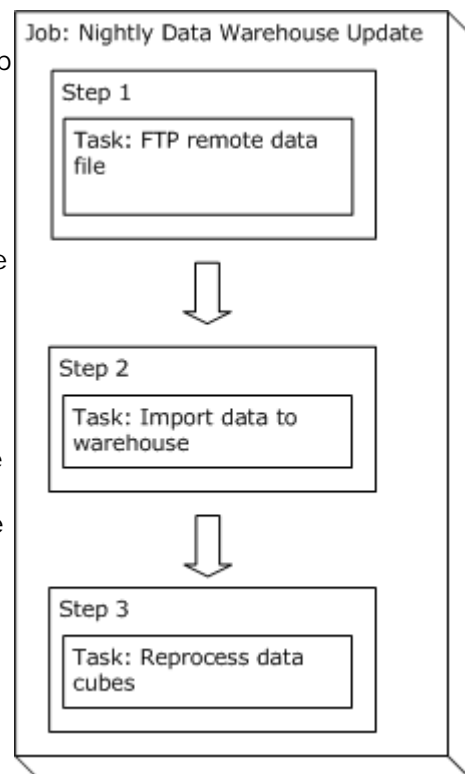 Job: Nightly Data Warehouse Update
Step 1
Task: FTP remote data
file
Step 2
Task: Import data to
warehouse
Step 3
Task: Reprocess data
cubes